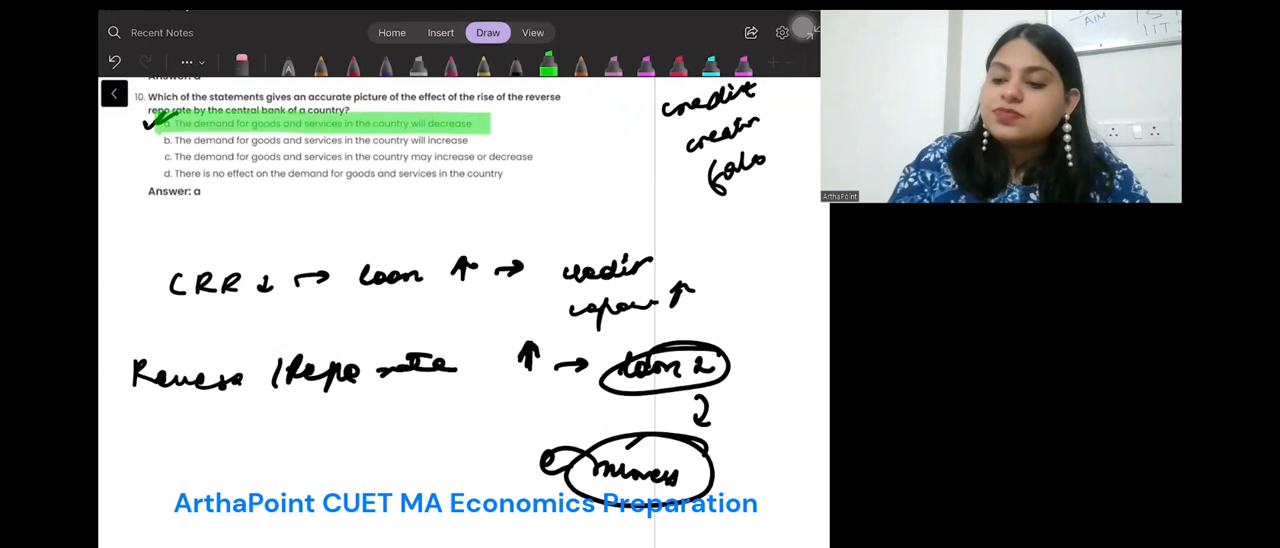 Recent Notes
Home Insert Draw View
Answer: a
10. Which of the statements gives an accurate picture of the effect of the rise of the reverse
repo rate by the central bank of a country?
a. The demand for goods and services in the country will decrease
b. The demand for goods and services in the country will increase
c. The demand for goods and services in the country may increase or decrease
d. There is no effect on the demand for goods and services in the country
Answer: a
credit
creatn
CRR ↓ → loan ↑ → credit
↑
Reverse /Repo rate ↑ → loan
ArthaPoint CUET MA Economics Preparation
ArthaPoint
AIM
IIT